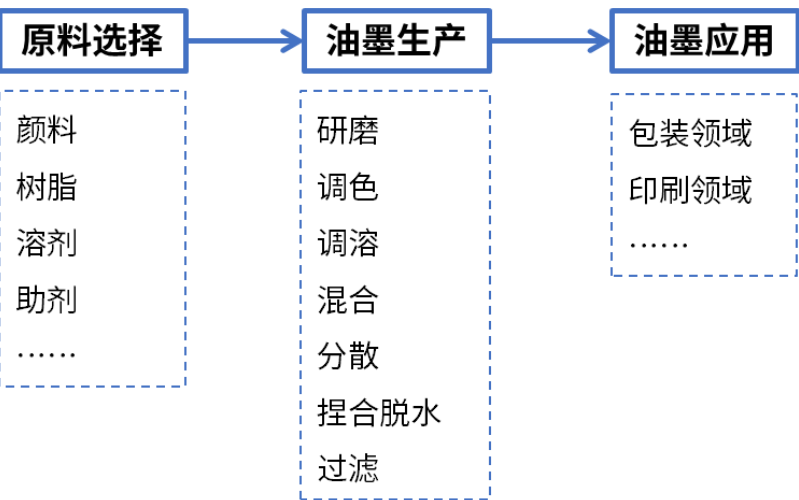 原料选择
颜料
树脂
溶剂
助剂
……
油墨生产
研磨
调色
调溶
混合
分散
捏合脱水
过滤
油墨应用
包装领域
印刷领域
……